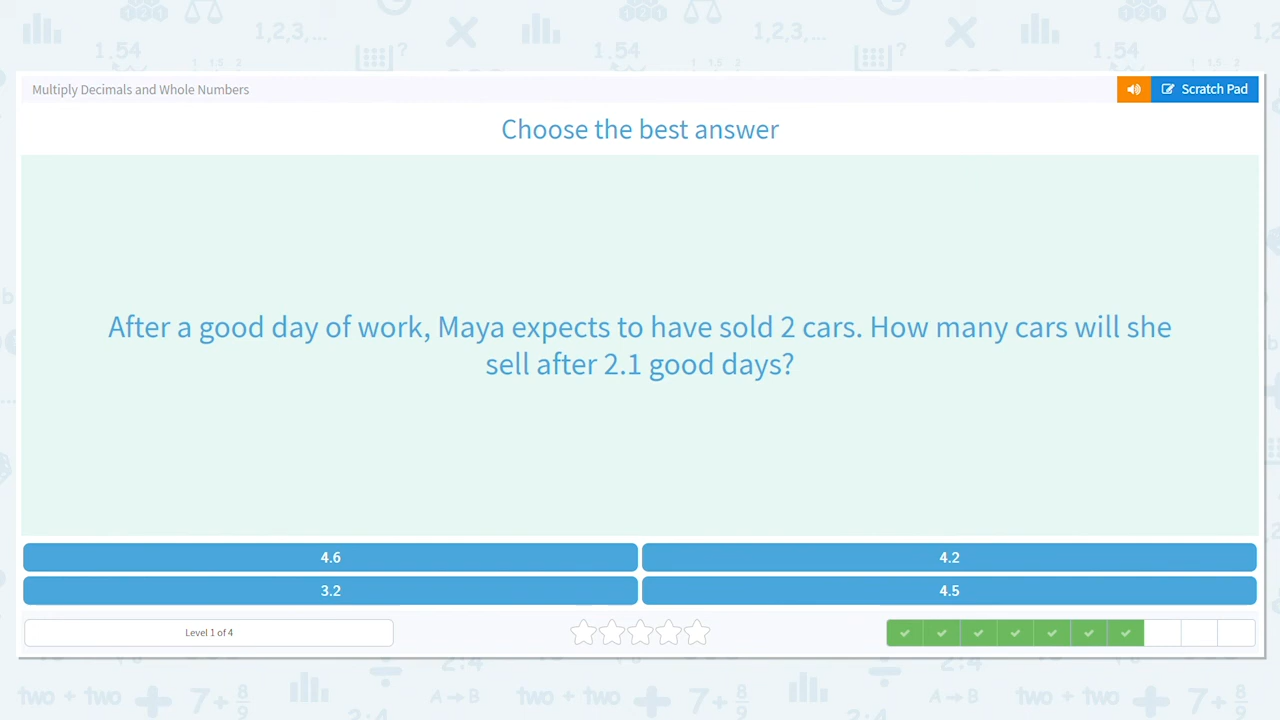 Multiply Decimals and Whole Numbers
Scratch Pad
Choose the best answer
After a good day of work, Maya expects to have sold 2 cars. How many cars will she
sell after 2.1 good days?
4.6
4.2
3.2
4.5
Level 1 of 4